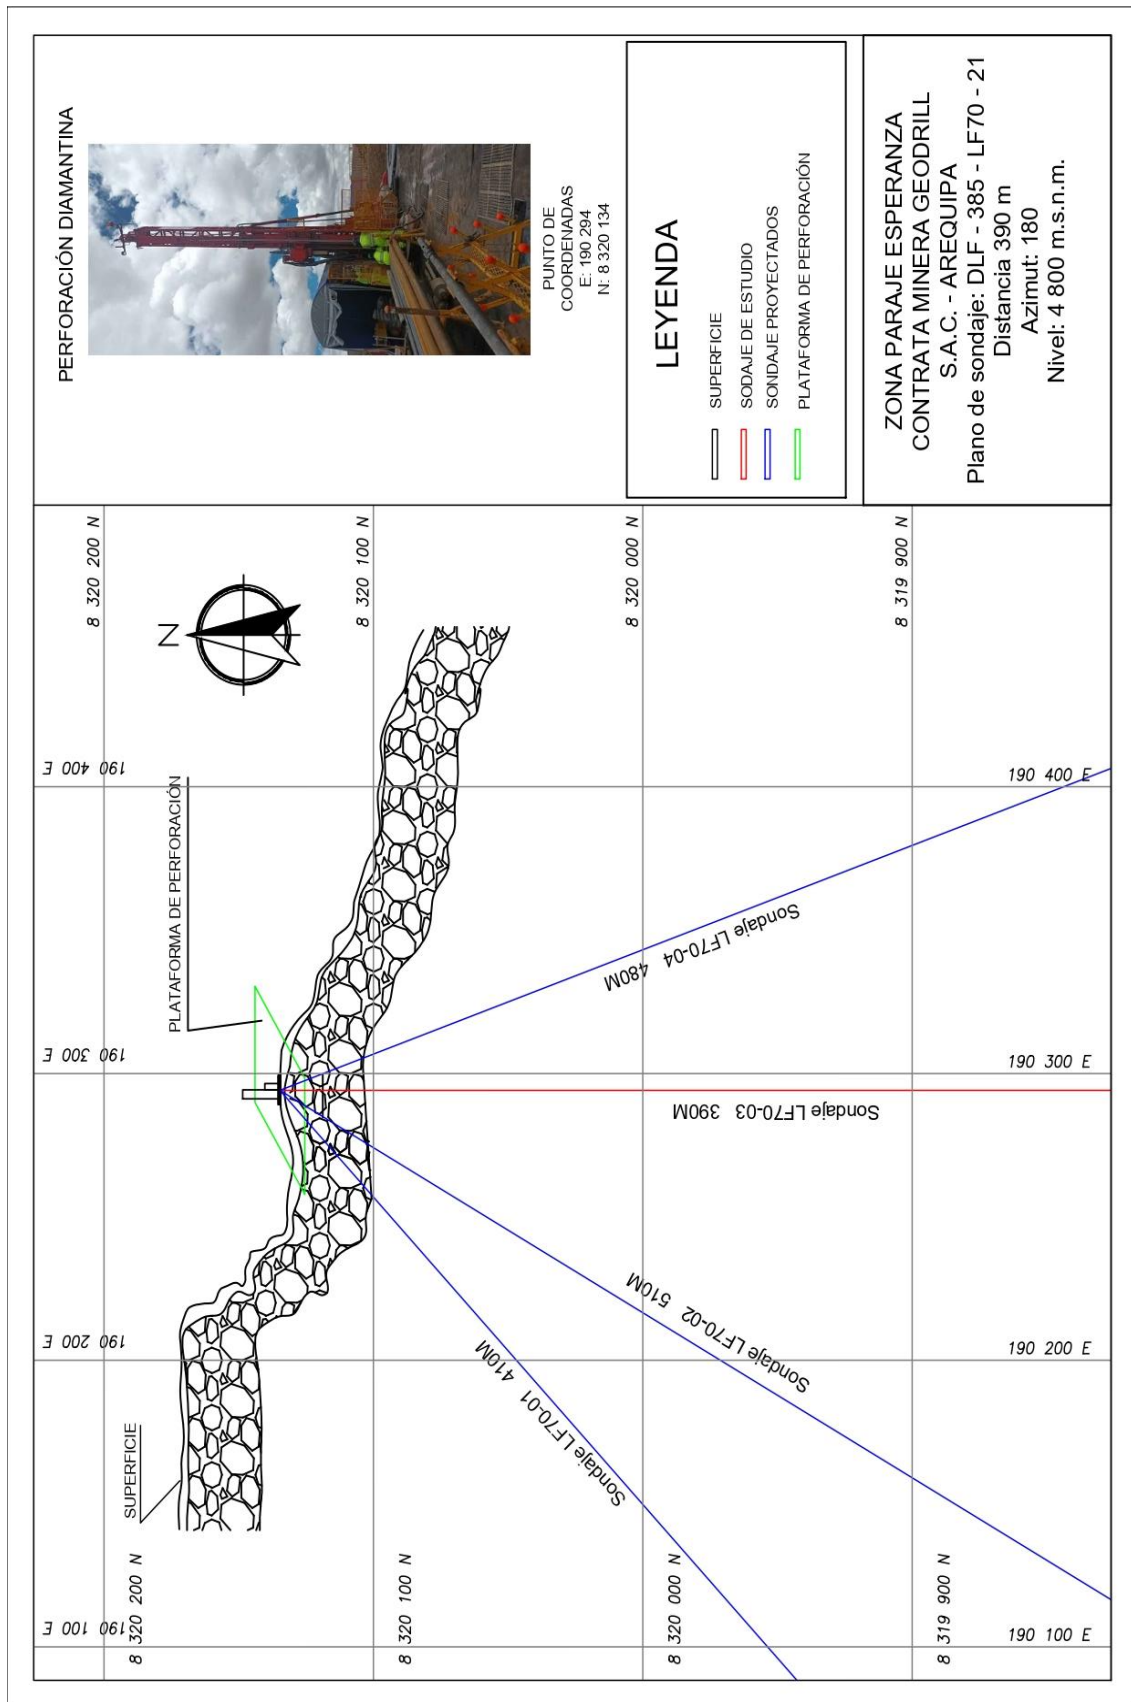 PERFORACIÓN DIAMANTINA
PUNTO DE
COORDENADAS
E: 190 294
N: 8 320 134
LEYENDA
SUPERFICIE
SODAJE DE ESTUDIO
SONDAJE PROYECTADOS
PLATAFORMA DE PERFORACIÓN
ZONA PARAJE ESPERANZA
CONTRATA MINERA GEODRILL
S.A.C. - AREQUIPA
Plano de sondaje: DLF - 385 - LF70 - 21
Distancia 390 m
Azimut: 180
Nivel: 4 800 m.s.n.m.
190 100 E
190 200 E
190 300 E
190 400 E
8 320 200 N
8 320 200 N
N
SUPERFICIE
PLATAFORMA DE PERFORACIÓN
8 320 100 N
8 320 100 N
Sondaje LF70-01 410M
Sondaje LF70-02 510M
Sondaje LF70-03 390M
Sondaje LF70-04 480M
8 320 000 N
8 320 000 N
8 319 900 N
8 319 900 N
190 100 E
190 200 E
190 300 E
190 400 E